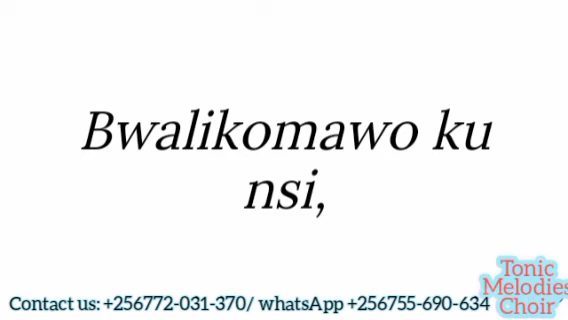 Bwalikomawo ku
nsi,
Tonic
Melodies
Choir
Contact us: +256772-031-370/ whatsApp +256755-690-634